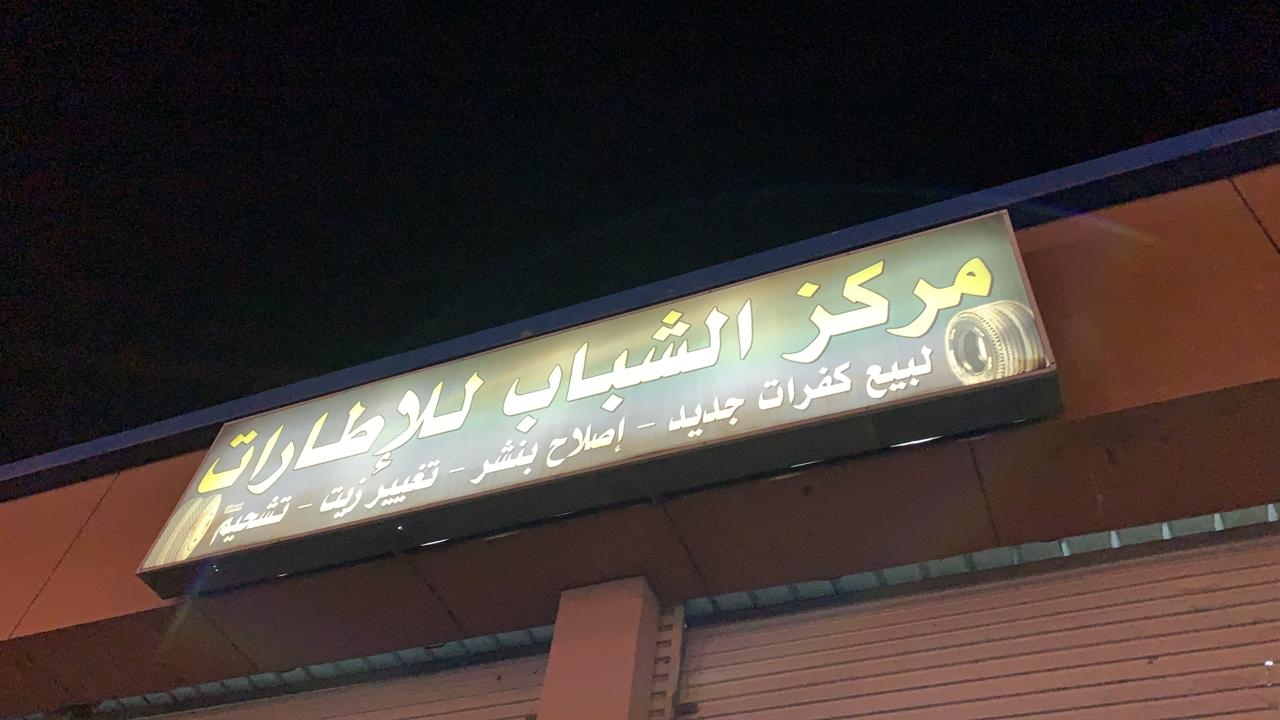 مركز الشباب للإطارات
لبيع كفرات جديد - إصلاح بنشر - تغيير زيت - تشحيم